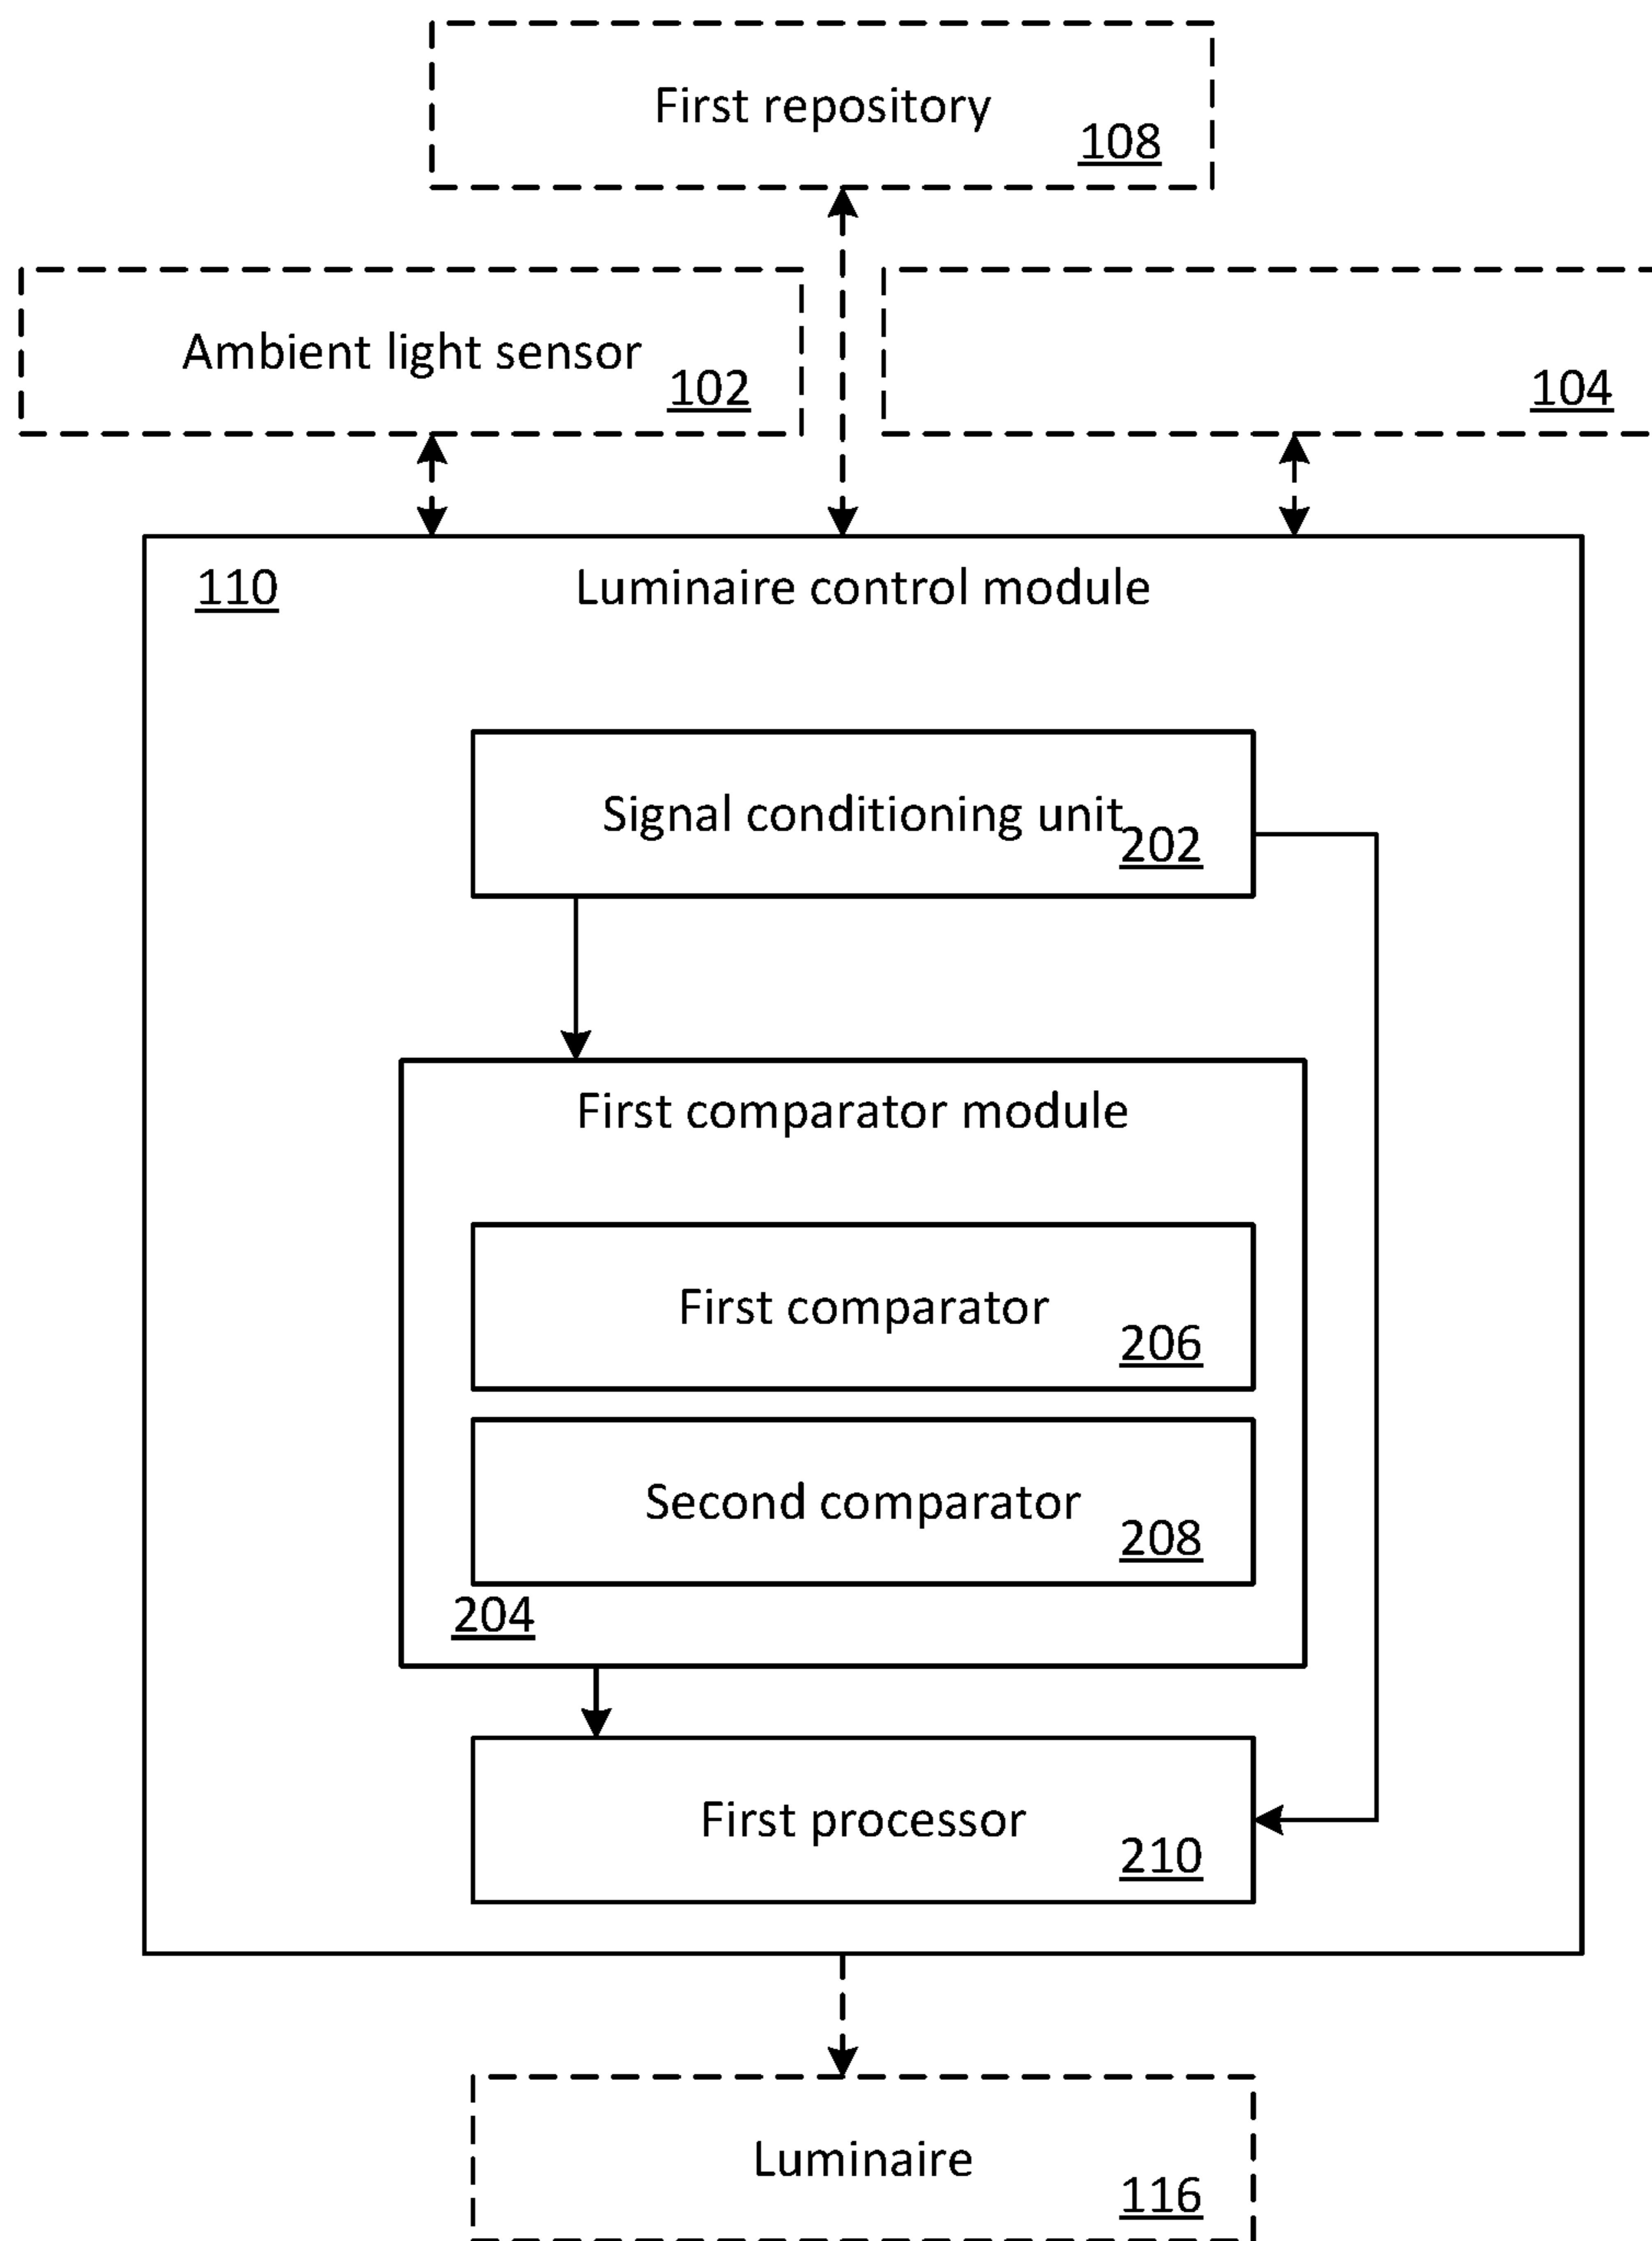 First repository
108
Ambient light sensor
102
104
110
Luminaire control module
Signal conditioning unit
202
First comparator module
First comparator
206
Second comparator
208
204
First processor
210
Luminaire
116